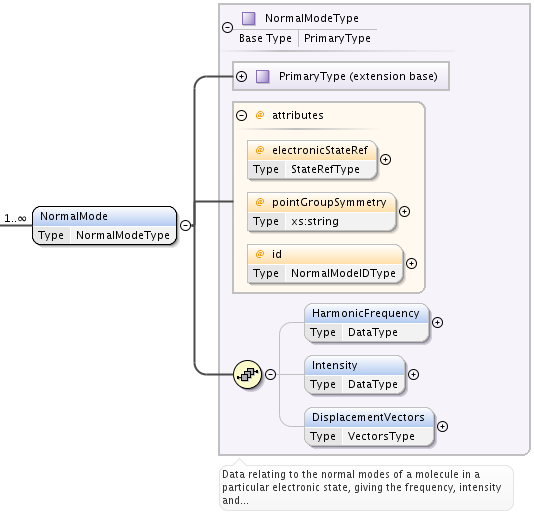 NormalModeType
Base Type PrimaryType
PrimaryType (extension base)
@ attributes
@ electronicStateRef
Type StateRefType
@ pointGroupSymmetry
Type xs:string
@ id
Type NormalModeIDType
1..∞
NormalMode
Type NormalModeType
HarmonicFrequency
Type DataType
Intensity
Type DataType
DisplacementVectors
Type VectorsType
Data relating to the normal modes of a molecule in a
particular electronic state, giving the frequency, intensity
and...